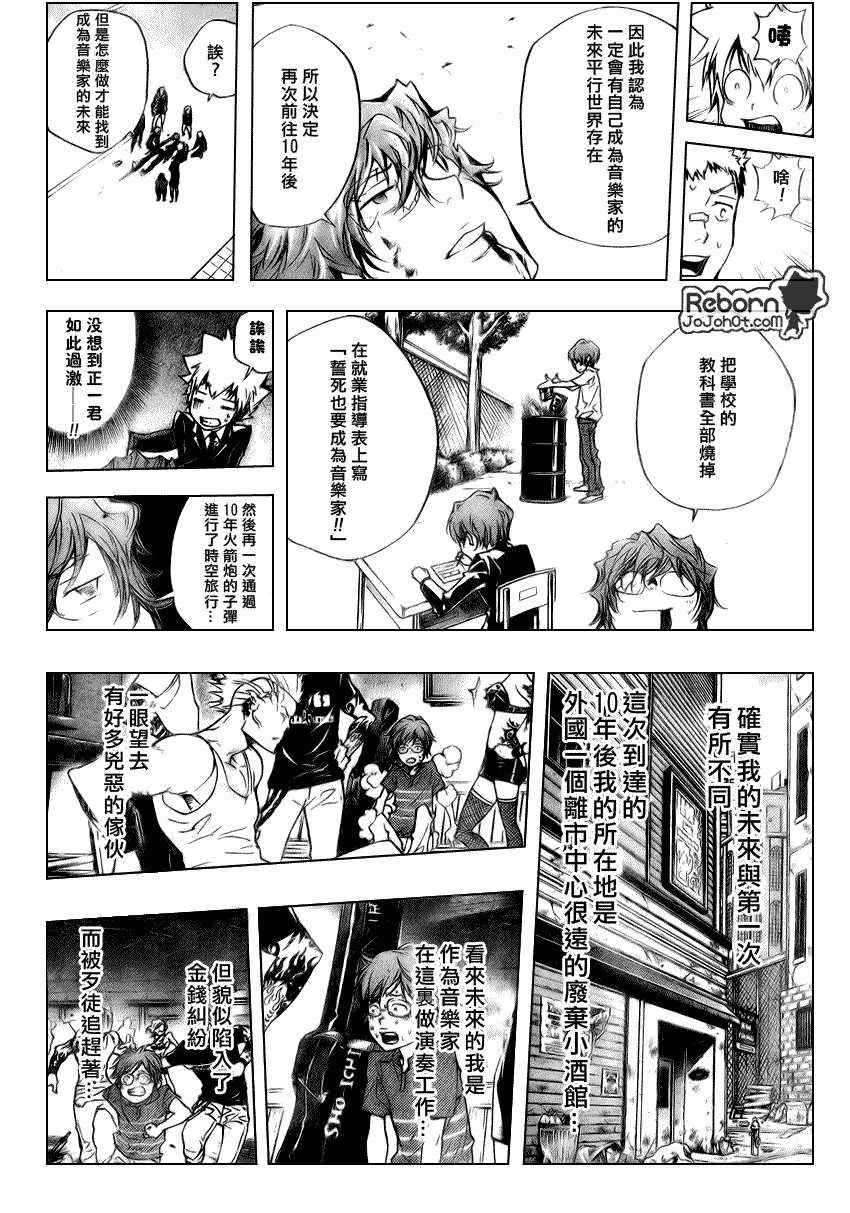 咦
啥！
因此我認為
一定會有自己成為音樂家的
未來平行世界存在
所以決定
再次前往10年後
誒？
但是怎麼做才能找到
成為音樂家的未來
Reborn
JoJoHot.com
把學校的
教科書全部燒掉
在就業指導表上寫
「誓死也要成為音樂家!!」
誒誒
没想到正一君
如此過激——!!
然後再一次通過
10年火箭炮的子彈
進行了時空旅行…
確實我的未來與第一次
有所不同
這次到達的
10年後我的所在地是
外國一個離市中心很遠的廢棄小酒館…
一眼望去
有好多兇惡的傢伙
看來未來的我是
作為音樂家
在這裏做演奏工作…
SHO ICHI
但貌似陷入了
金錢糾紛
而被歹徒追趕著…